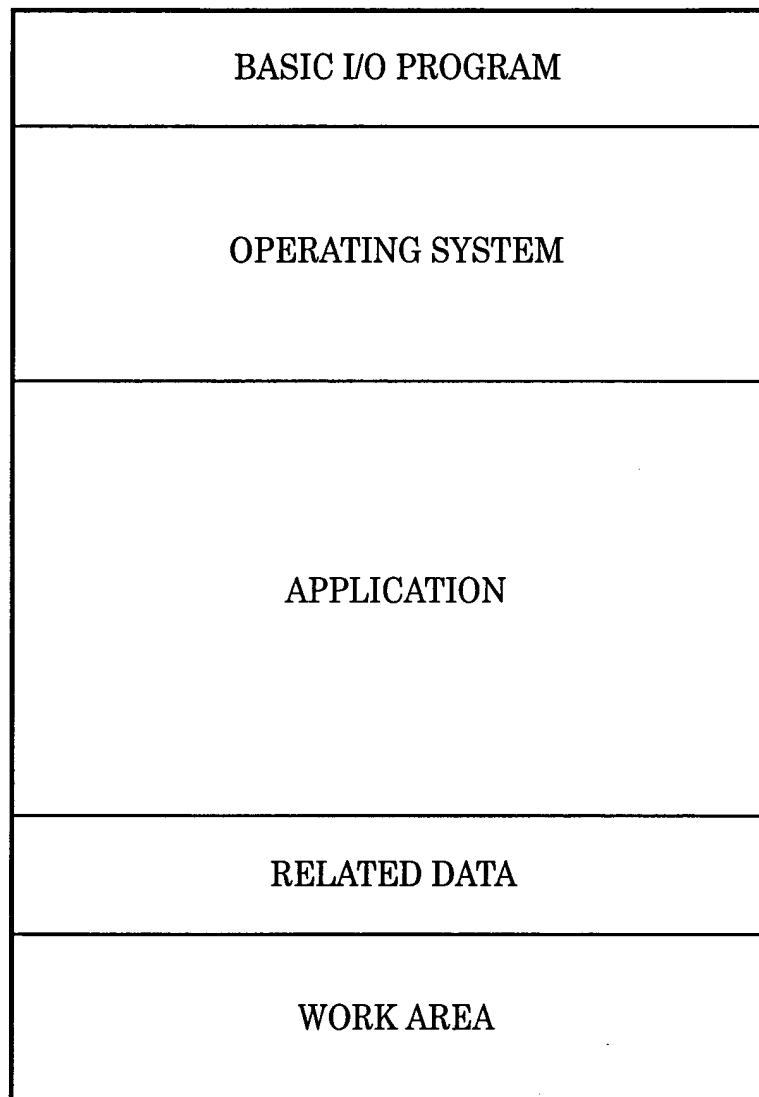 BASIC I/O PROGRAM
OPERATING SYSTEM
APPLICATION
RELATED DATA
WORK AREA